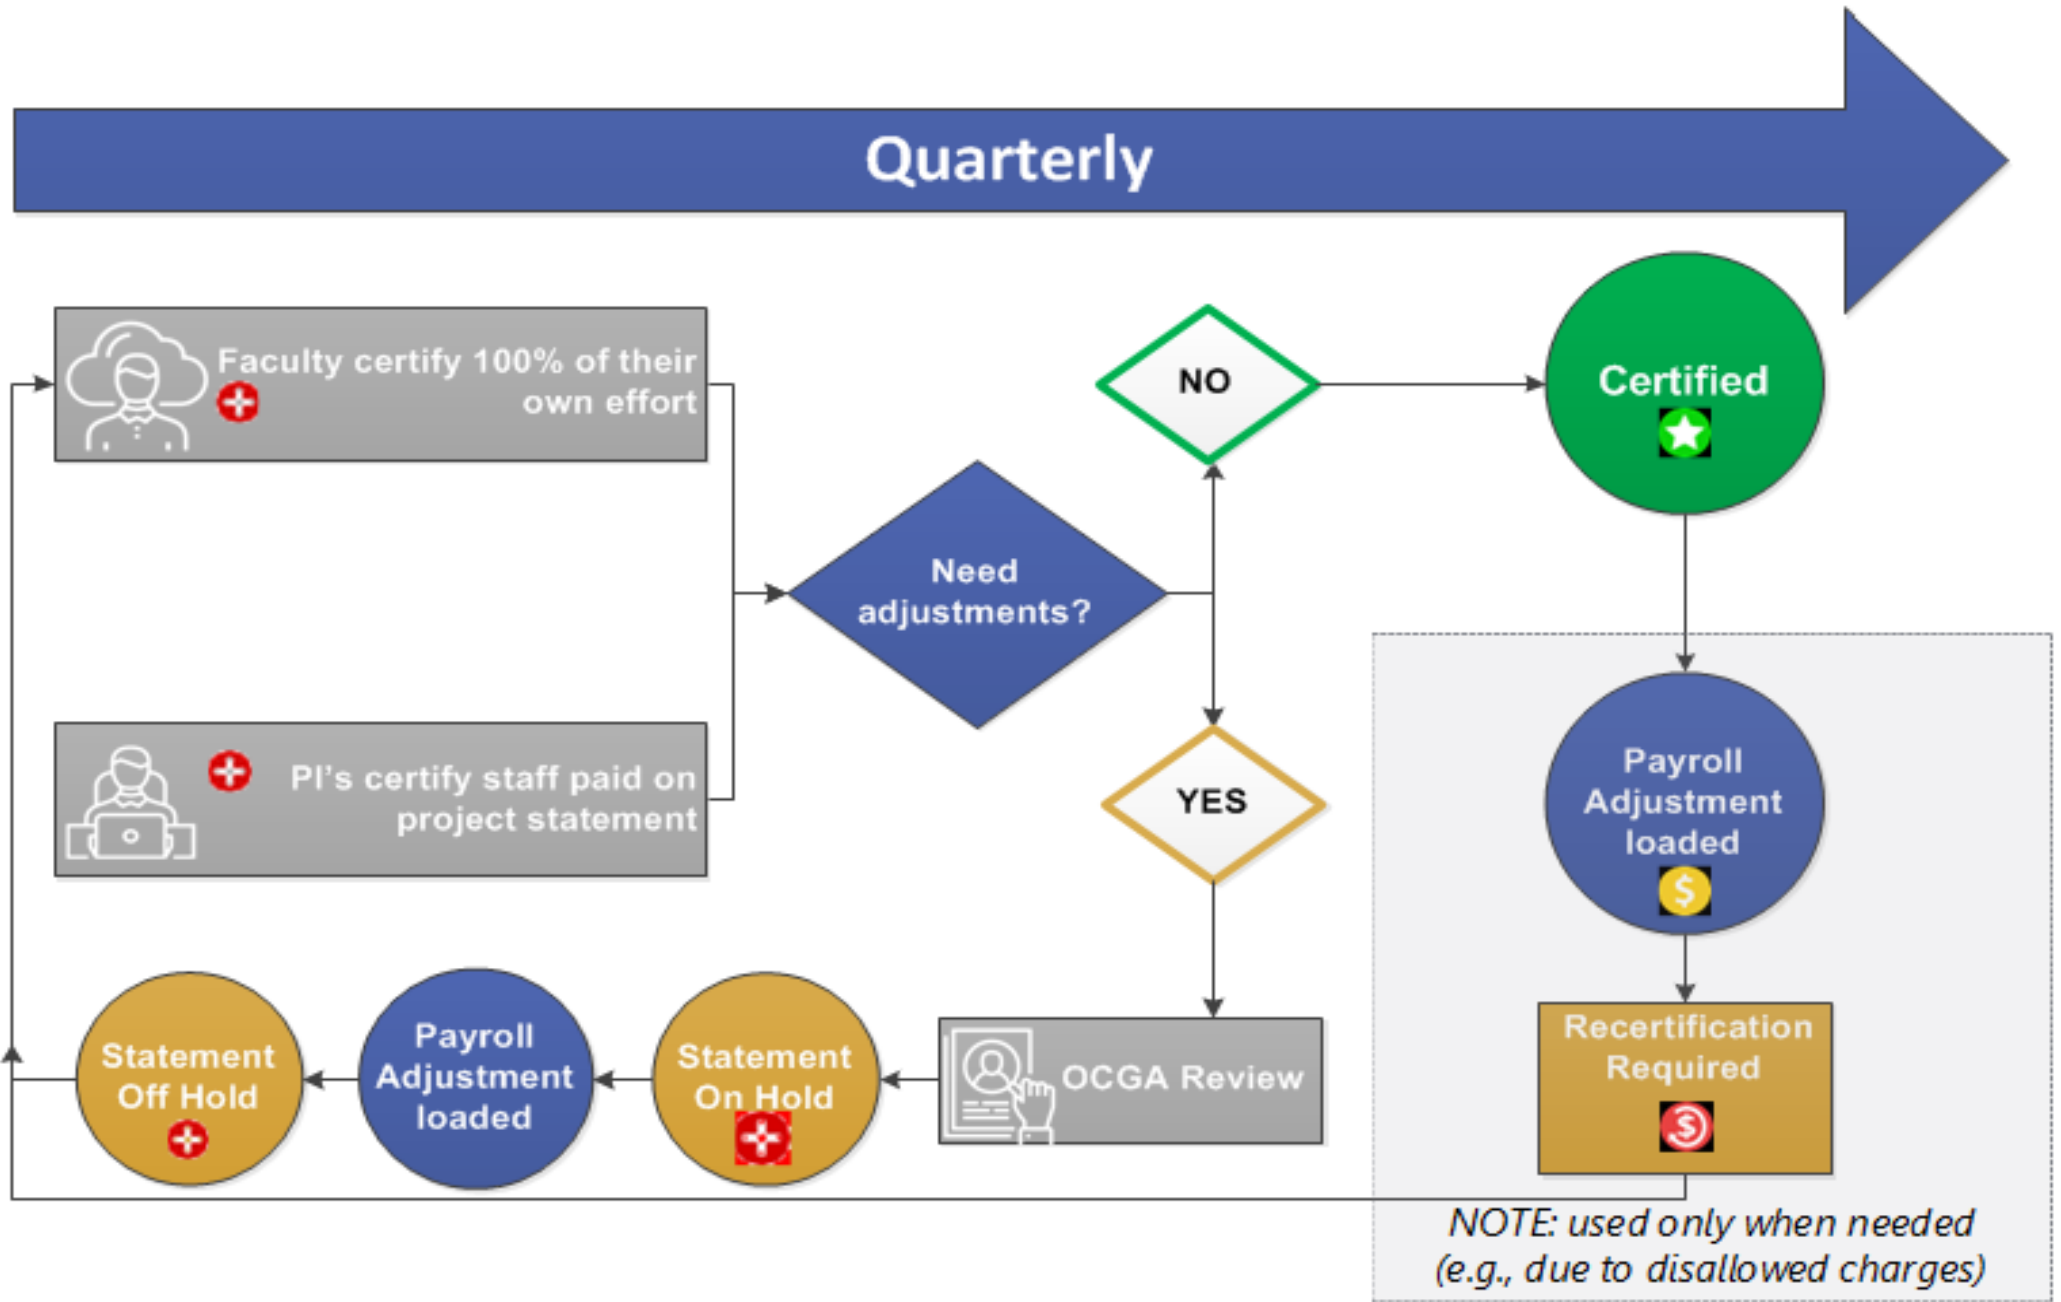 Quarterly
Faculty certify 100% of their
own effort
NO
Certified
Need
adjustments?
PI's certify staff paid on
project statement
YES
Payroll
Adjustment
loaded
$
Statement
Off Hold
Payroll
Adjustment
loaded
Statement
On Hold
OCGA Review
Recertification
Required
$
NOTE: used only when needed
(e.g., due to disallowed charges)